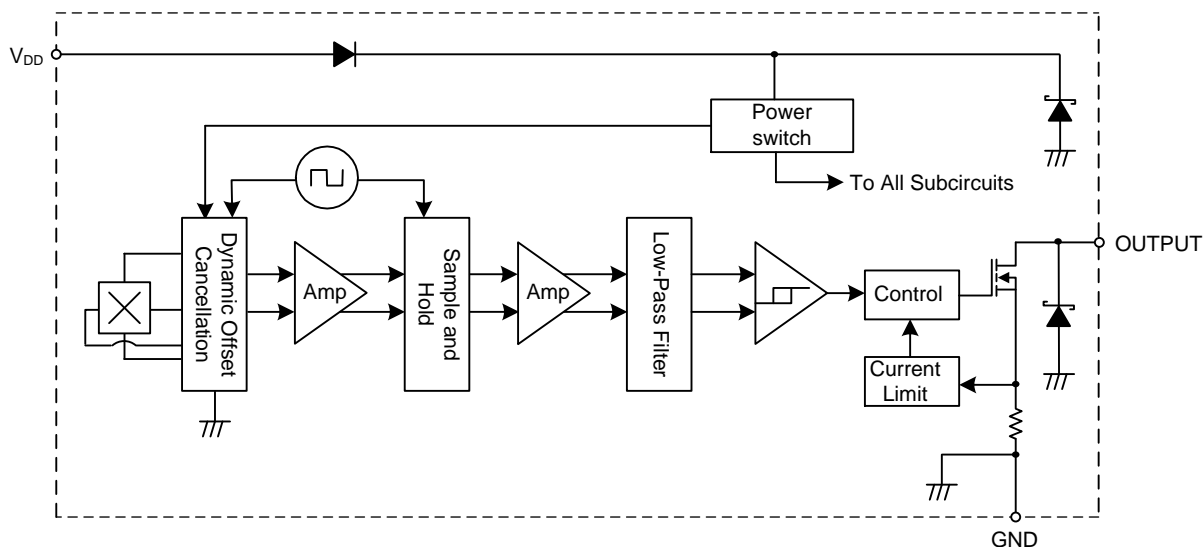 VDD
Power
switch
To All Subcircuits
OUTPUT
Dynamic Offset
Cancellation
Amp
Sample and
Hold
Amp
Low-Pass Filter
Control
Current
Limit
GND